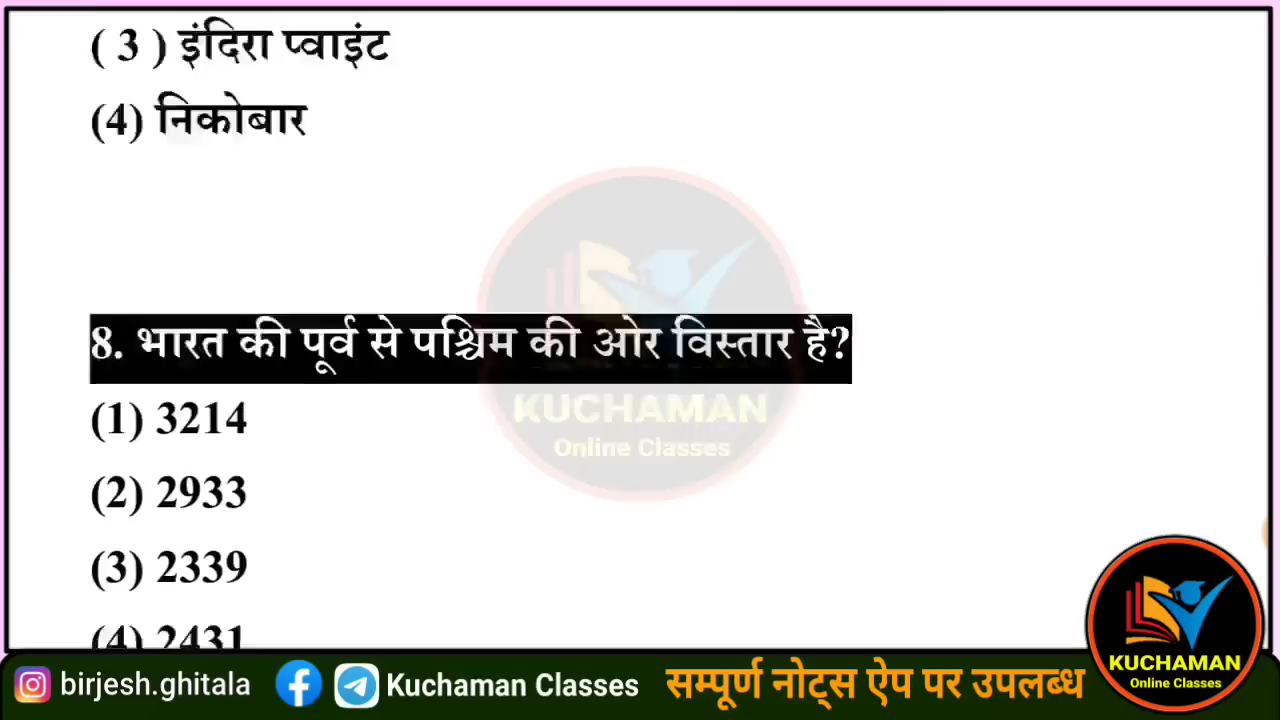 ( 3 ) इंदिरा प्वाइंट
(4) निकोबार
8. भारत की पूर्व से पश्चिम की ओर विस्तार है?
(1) 3214
KUCHAMAN
Online Classes
(2) 2933
(3) 2339
(4) 2431
KUCHAMAN
Online Classes
birjesh.ghitala
Kuchaman Classes
सम्पूर्ण नोट्स ऐप पर उपलब्ध